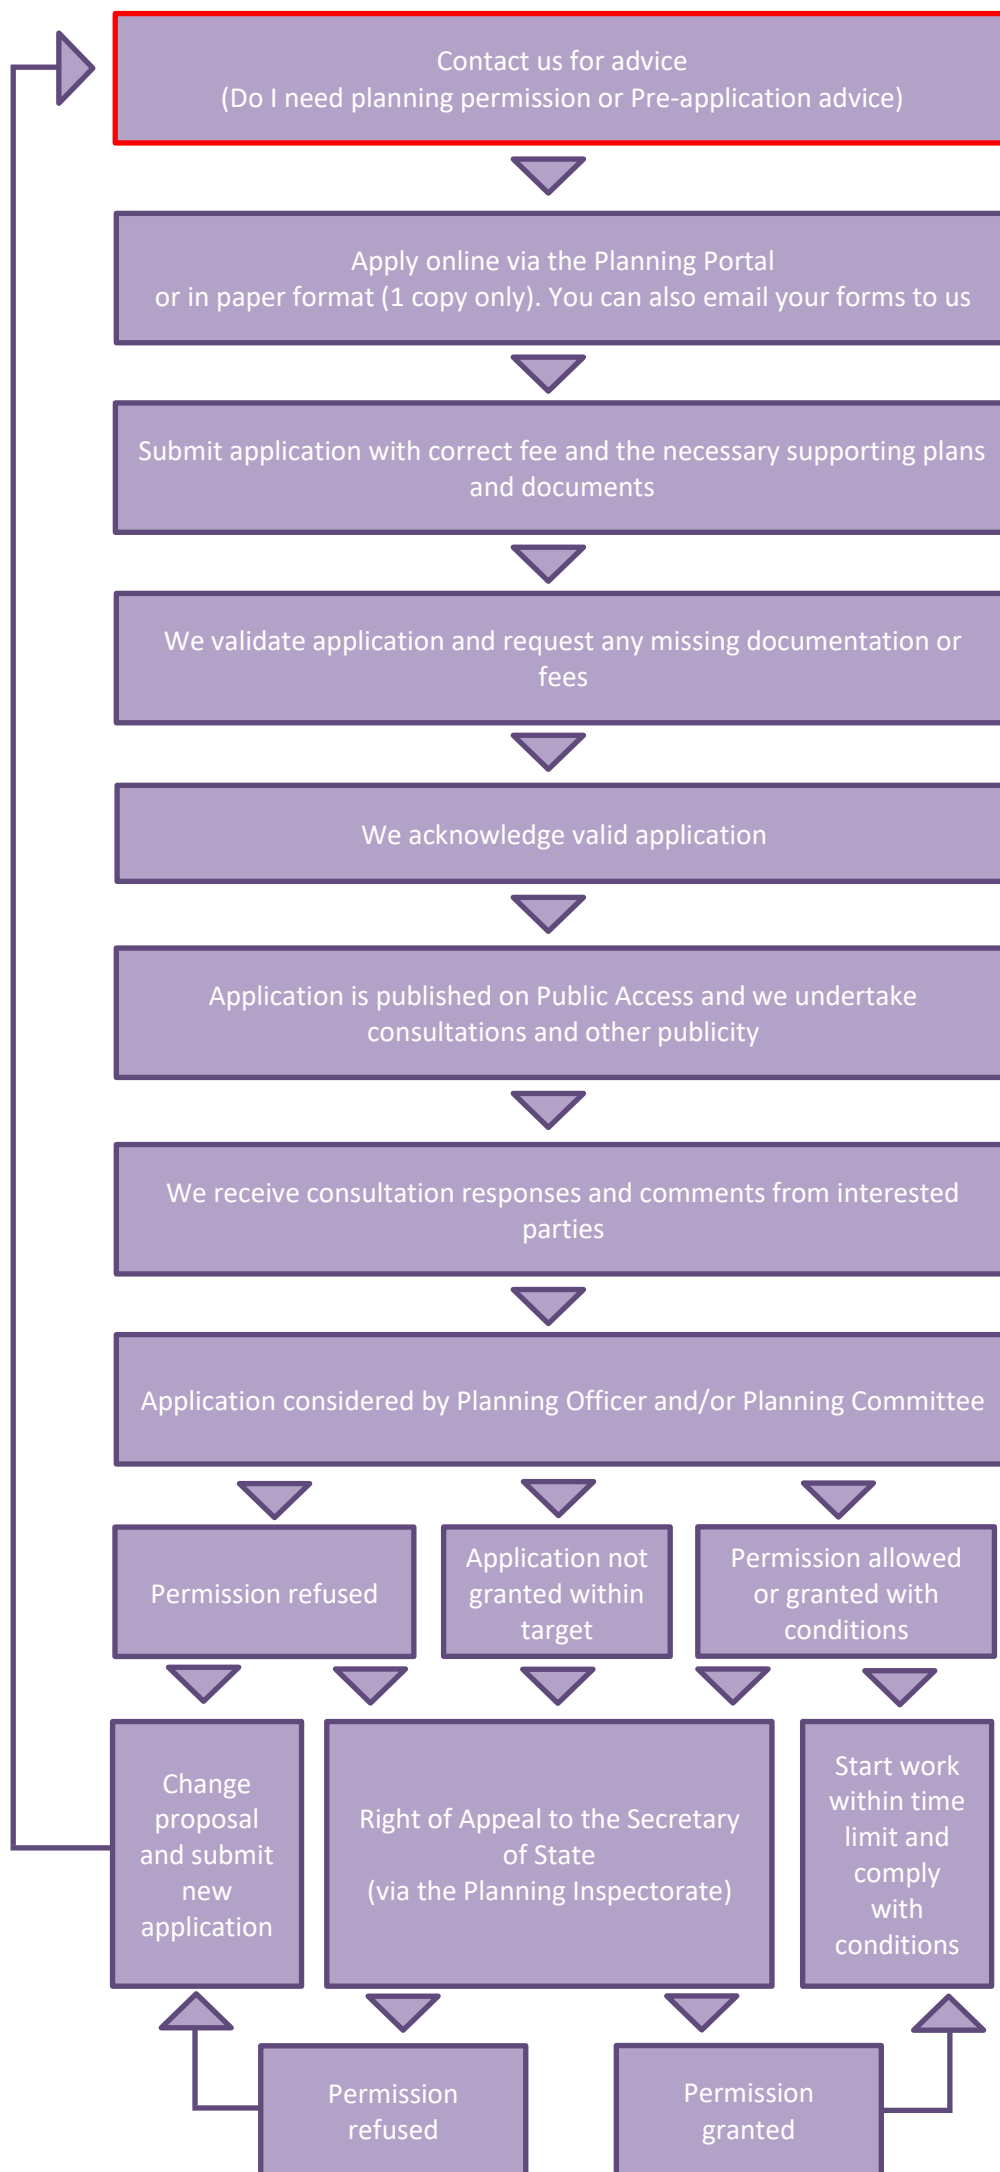 Contact us for advice
(Do I need planning permission or Pre-application advice)
Apply online via the Planning Portal
or in paper format (1 copy only). You can also email your forms to us
Submit application with correct fee and the necessary supporting plans
and documents
We validate application and request any missing documentation or
fees
We acknowledge valid application
Application is published on Public Access and we undertake
consultations and other publicity
We receive consultation responses and comments from interested
parties
Application considered by Planning Officer and/or Planning Committee
Permission refused
Application not
granted within
target
Permission allowed
or granted with
conditions
Change
proposal
and submit
new
application
Right of Appeal to the Secretary
of State
(via the Planning Inspectorate)
Start work
within time
limit and
comply
with
conditions
Permission
refused
Permission
granted